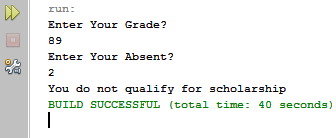 run:
Enter Your Grade?
89
Enter Your Absent?
2
You do not qualify for scholarship
BUILD SUCCESSFUL (total time: 40 seconds)